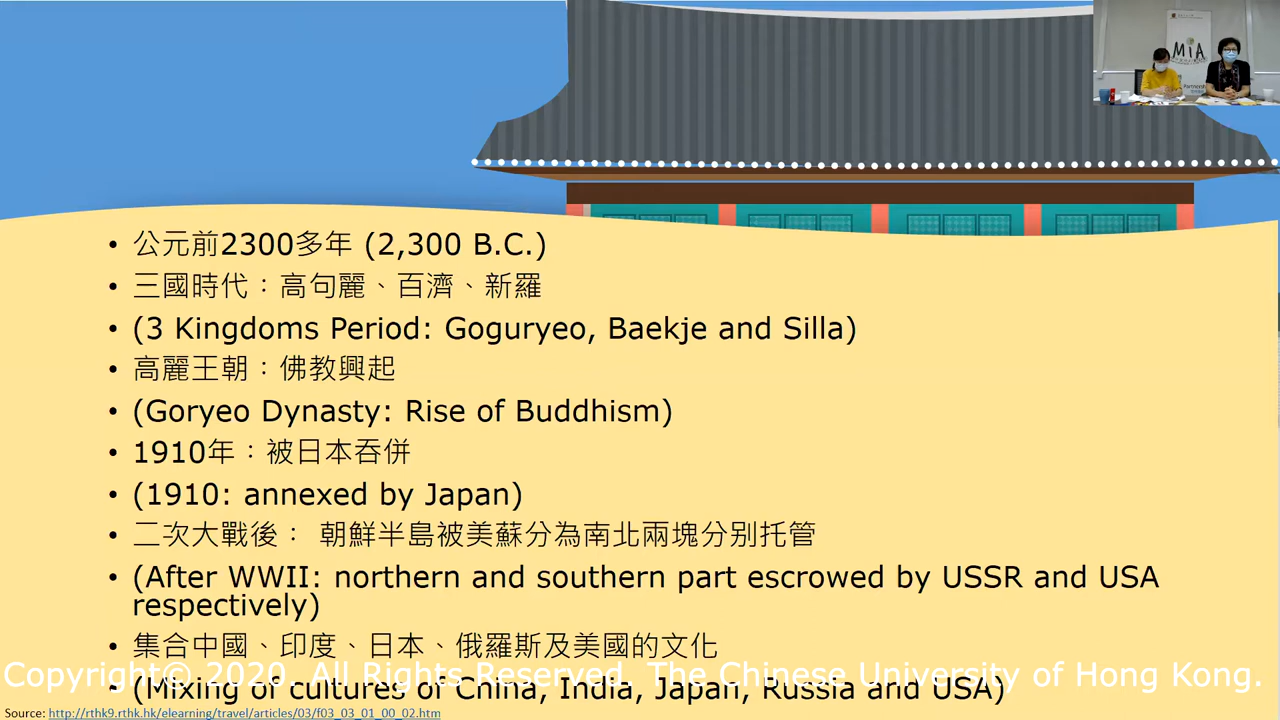 MiA
Partnership
• 公元前2300多年 (2,300 B.C.)
• 三國時代：高句麗、百濟、新羅
• (3 Kingdoms Period: Goguryeo, Baekje and Silla)
• 高麗王朝：佛教興起
• (Goryeo Dynasty: Rise of Buddhism)
• 1910年：被日本吞併
• (1910: annexed by Japan)
• 二次大戰後： 朝鮮半島被美蘇分為南北兩塊分别托管
• (After WWII: northern and southern part escrowed by USSR and USA
respectively)
• 集合中國、印度、日本、俄羅斯及美國的文化
Copyright© 2020. All Rights Reserved. The Chinese University of Hong Kong.
• (Mixing of cultures of China, India, Japan, Russia and USA)
Source: http://rthk9.rthk.hk/elearning/travel/articles/03/f03_03_01_00_02.htm